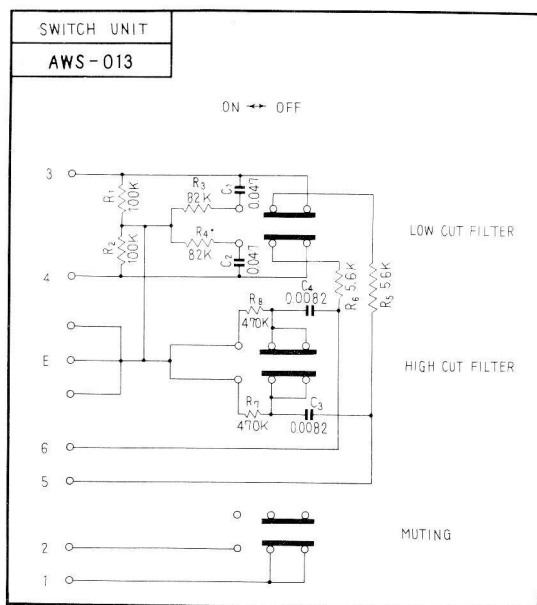 SWITCH UNIT
AWS-013
ON ↔ OFF
3
R1
100K
R3
82K
C1
0.047
R2
100K
R4
82K
C2
0.047
LOW CUT FILTER
4
R8
470K
C4
0.0082
R6 5.6K
R5 5.6K
E
HIGH CUT FILTER
R7
470K
C3
0.0082
6
5
MUTING
2
1